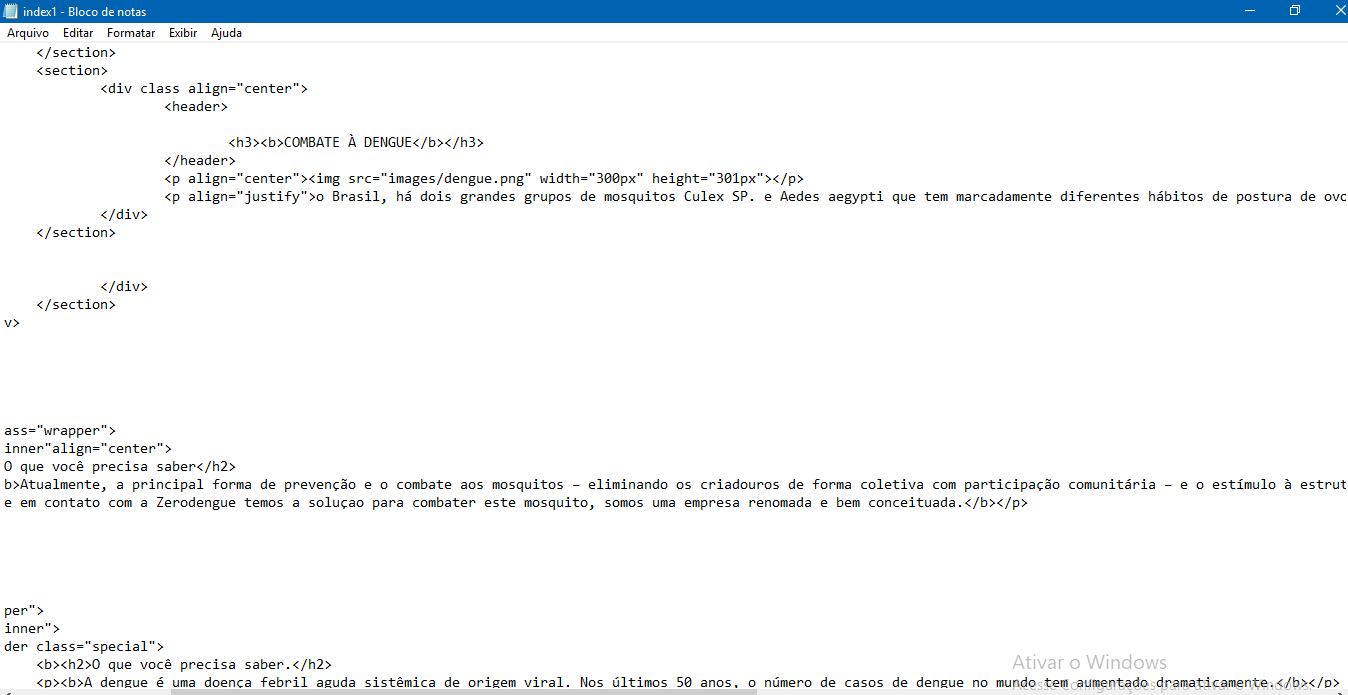 index1 - Bloco de notas
Arquivo Editar Formatar Exibir Ajuda
</section>
<section>
<div class align="center">
<header>
<h3><b>COMBATE À DENGUE</b></h3>
</header>
<p align="center"><img src="images/dengue.png" width="300px" height="301px"></p>
<p align="justify">o Brasil, há dois grandes grupos de mosquitos Culex SP. e Aedes aegypti que tem marcadamente diferentes hábitos de postura de ovo
</div>
</section>
</div>
</section>
v>
ass="wrapper">
inner"align="center">
O que você precisa saber</h2>
b>Atualmente, a principal forma de prevenção e o combate aos mosquitos – eliminando os criadouros de forma coletiva com participação comunitária – e o estímulo à estrut
e em contato com a Zerodengue temos a soluçao para combater este mosquito, somos uma empresa renomada e bem conceituada.</b></p>
per">
inner">
der class="special">
<b><h2>O que você precisa saber.</h2>
Ativar o Windows
<p><b>A dengue é uma doença febril aguda sistêmica de origem viral. Nos últimos 50 anos, o número de casos de dengue no mundo tem aumentado dramaticamente.</b></p>
Acesse Configurações para ativar o Windows.